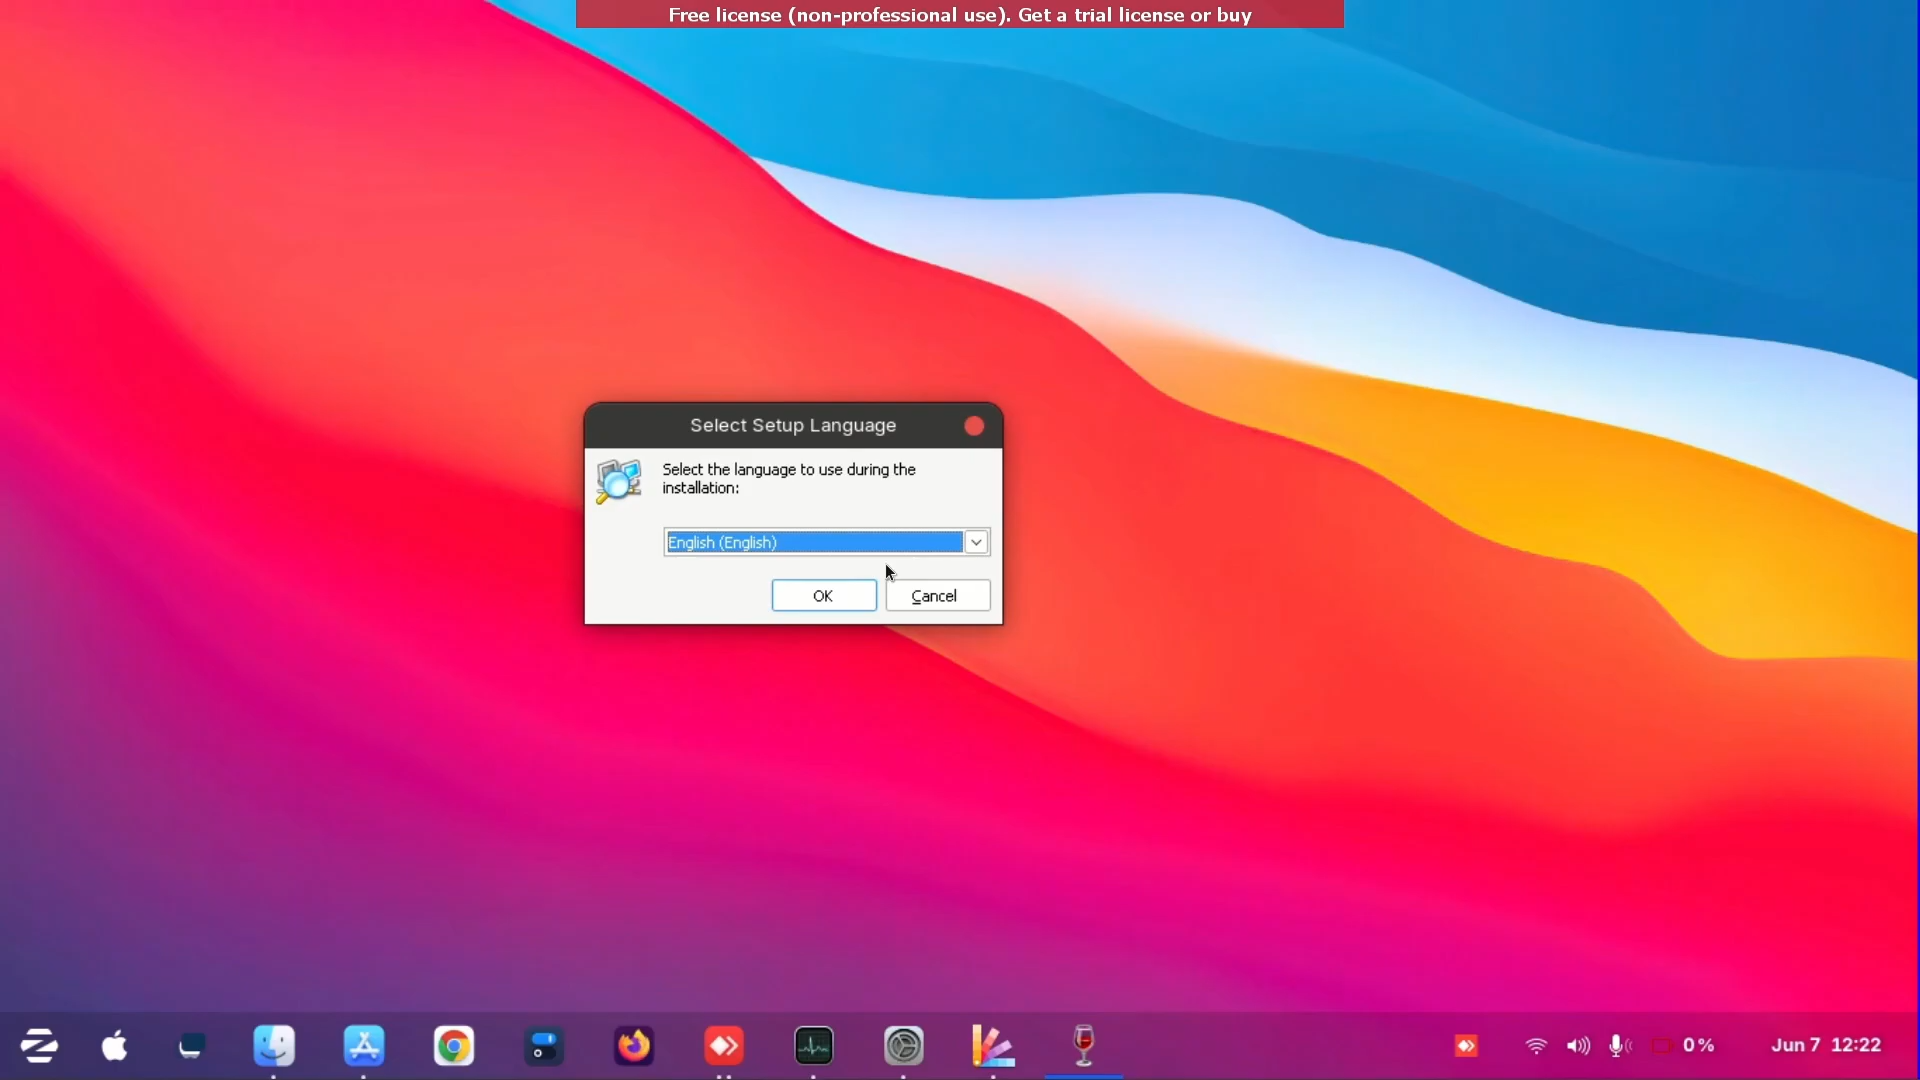 Free license (non-professional use). Get a trial license or buy
Select Setup Language
Select the language to use during the
installation:
English (English)
OK
Cancel
0 %
Jun 7 12:22